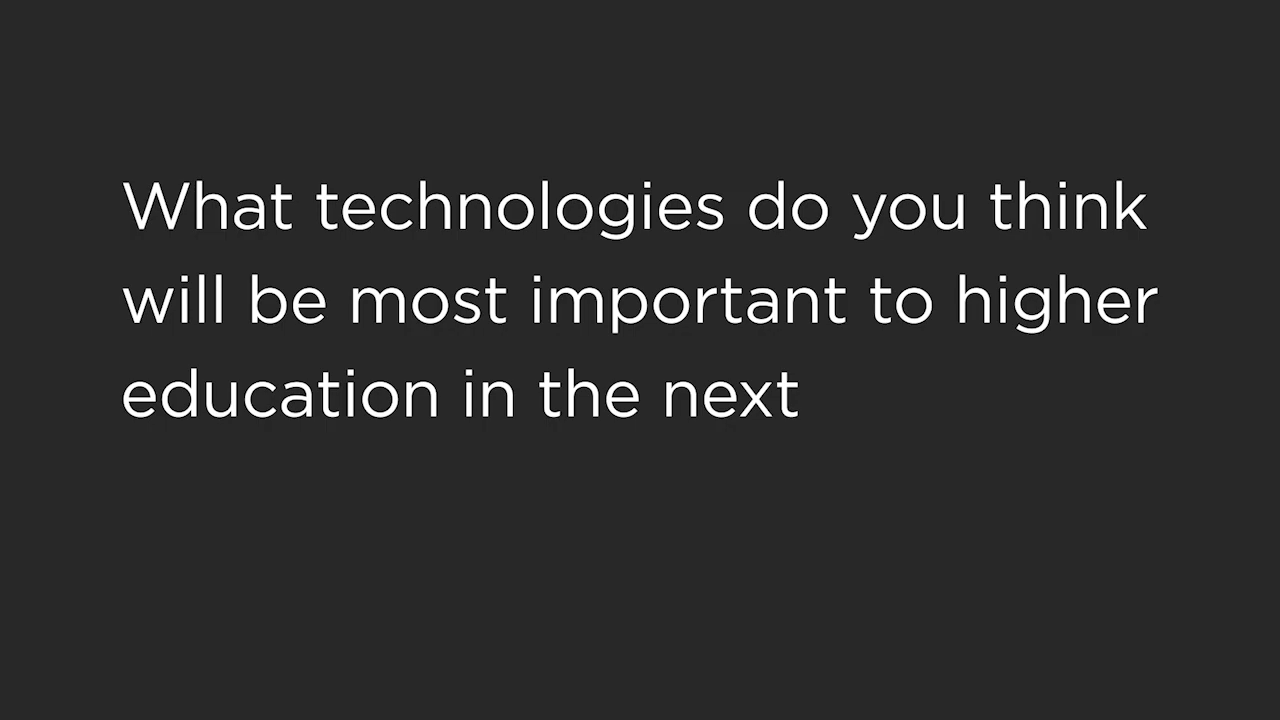 What technologies do you think
will be most important to higher
education in the next